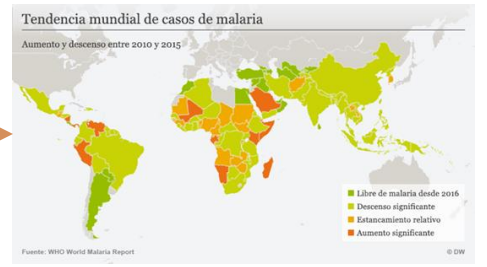 Tendencia mundial de casos de malaria
Aumento y descenso entre 2010 y 2015
Libre de malaria desde 2016
Descenso significante
Estancamiento relativo
Aumento significante
Fuente: WHO World Malaria Report
© DW